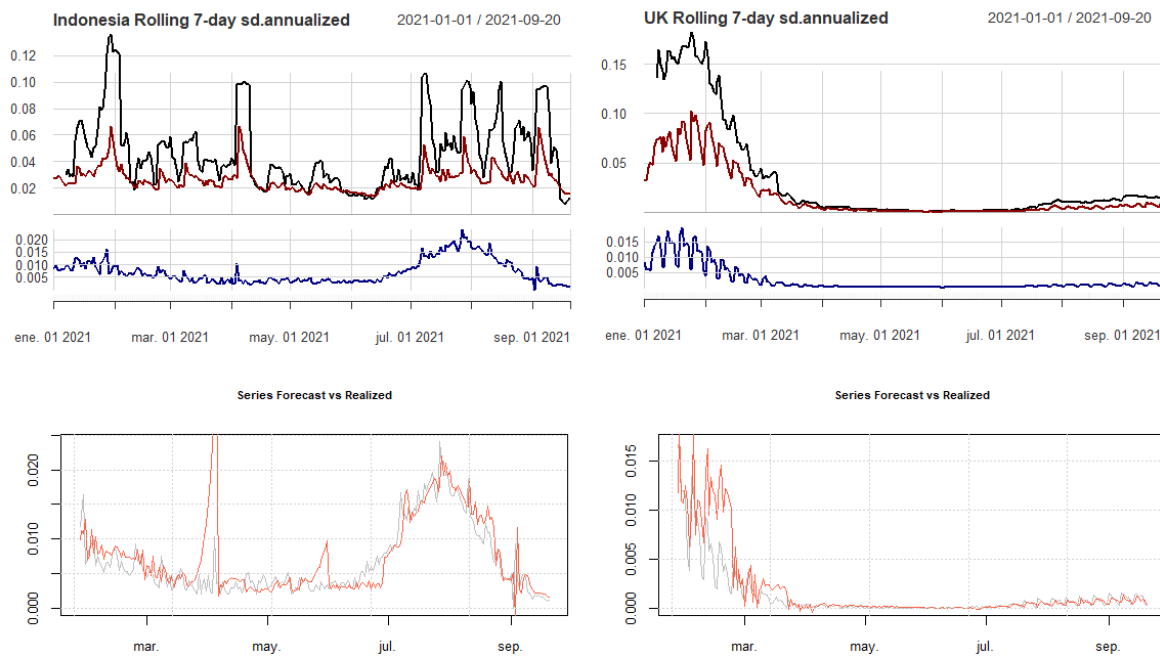 Indonesia Rolling 7-day sd.annualized 2021-01-01 / 2021-09-20
0.12
0.10
0.08
0.06
0.04
0.02
0.020
0.015
0.010
0.005
ene. 01 2021 mar. 01 2021 may. 01 2021 jul. 01 2021 sep. 01 2021
UK Rolling 7-day sd.annualized 2021-01-01 / 2021-09-20
0.15
0.10
0.05
0.015
0.010
0.005
ene. 01 2021 mar. 01 2021 may. 01 2021 jul. 01 2021 sep. 01 2021
Series Forecast vs Realized
0.020
0.010
0.000
mar. may. jul. sep.
Series Forecast vs Realized
0.015
0.010
0.005
0.000
mar. may. jul. sep.